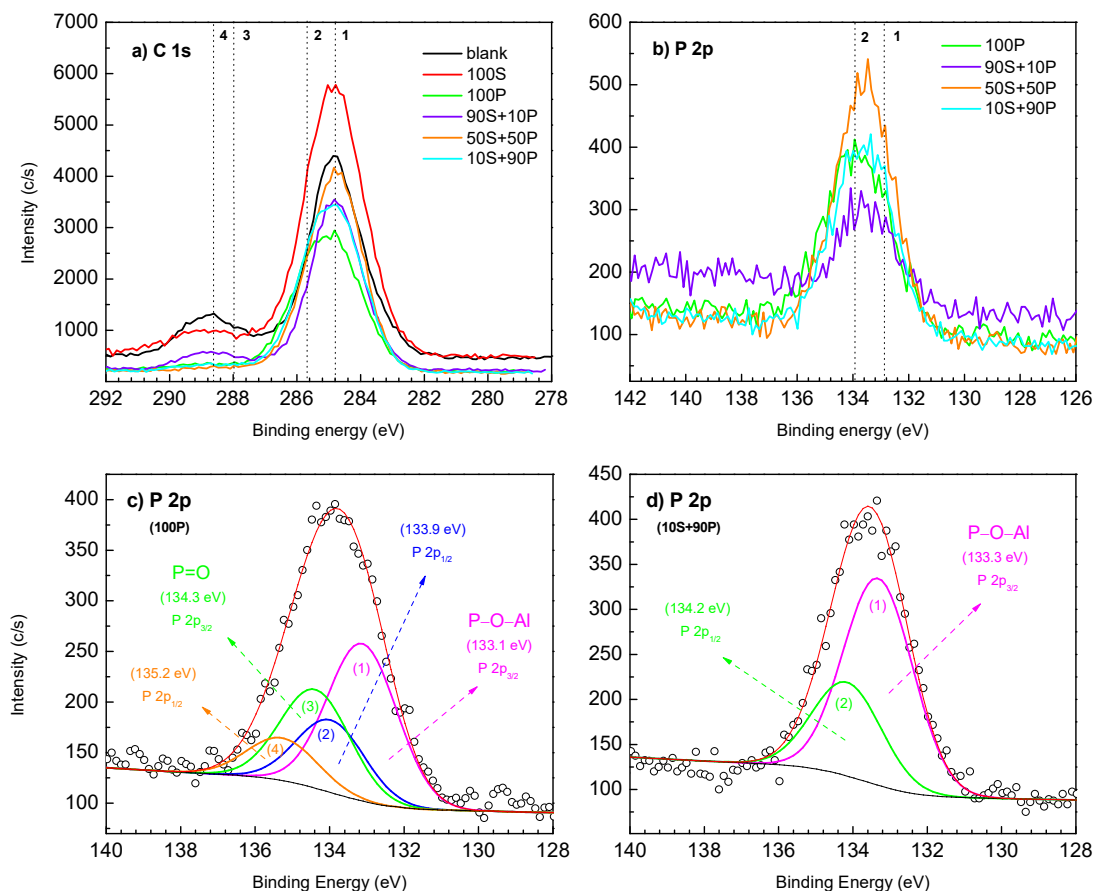 a) C 1s
4
3
2
1
blank
100S
100P
90S+10P
50S+50P
10S+90P
7000
6000
5000
4000
3000
2000
1000
Intensity (c/s)
292 290 288 286 284 282 280 278
Binding energy (eV)
b) P 2p
2
1
100P
90S+10P
50S+50P
10S+90P
600
500
400
300
200
100
Intensity (c/s)
142 140 138 136 134 132 130 128 126
Binding energy (eV)
c) P 2p
(100P)
(133.9 eV)
P 2p1/2
P=O
(134.3 eV)
P 2p3/2
P–O–Al
(133.1 eV)
P 2p3/2
(135.2 eV)
P 2p1/2
(1)
(3)
(2)
(4)
400
350
300
250
200
150
100
Intensity (c/s)
140 138 136 134 132 130 128
Binding Energy (eV)
d) P 2p
(10S+90P)
P–O–Al
(133.3 eV)
P 2p3/2
(134.2 eV)
P 2p1/2
(1)
(2)
450
400
350
300
250
200
150
100
50
Intensity (c/s)
140 138 136 134 132 130 128
Binding Energy (eV)